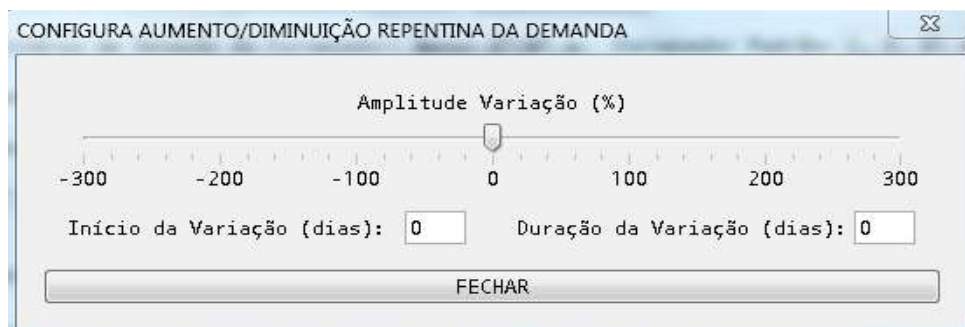 CONFIGURA AUMENTO/DIMINUIÇÃO REPENTINA DA DEMANDA
Amplitude Variação (%)
-300 -200 -100 0 100 200 300
Início da Variação (dias): 0 Duração da Variação (dias): 0
FECHAR